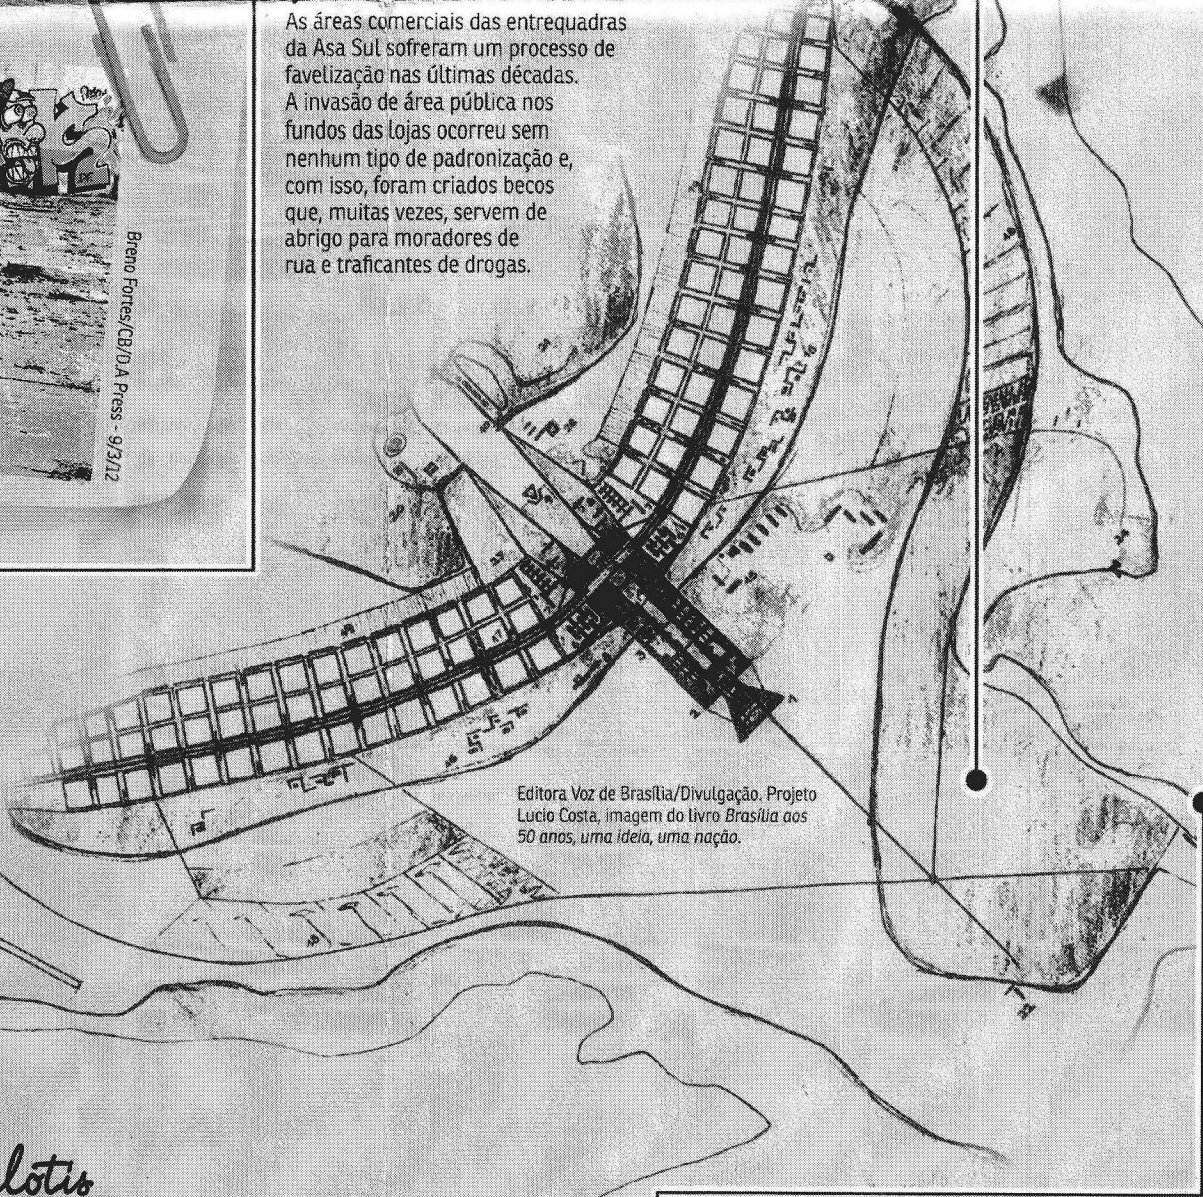 As áreas comerciais das entrequadras
da Asa Sul sofreram um processo de
favelização nas últimas décadas.
A invasão de área pública nos
fundos das lojas ocorreu sem
nenhum tipo de padronização e,
com isso, foram criados becos
que, muitas vezes, servem de
abrigo para moradores de
rua e traficantes de drogas.
Breno Fortes/CB/D.A Press - 9/3/12
Editora Voz de Brasília/Divulgação. Projeto
Lucio Costa, imagem do livro Brasília aos
50 anos, uma ideia, uma nação.
lotis